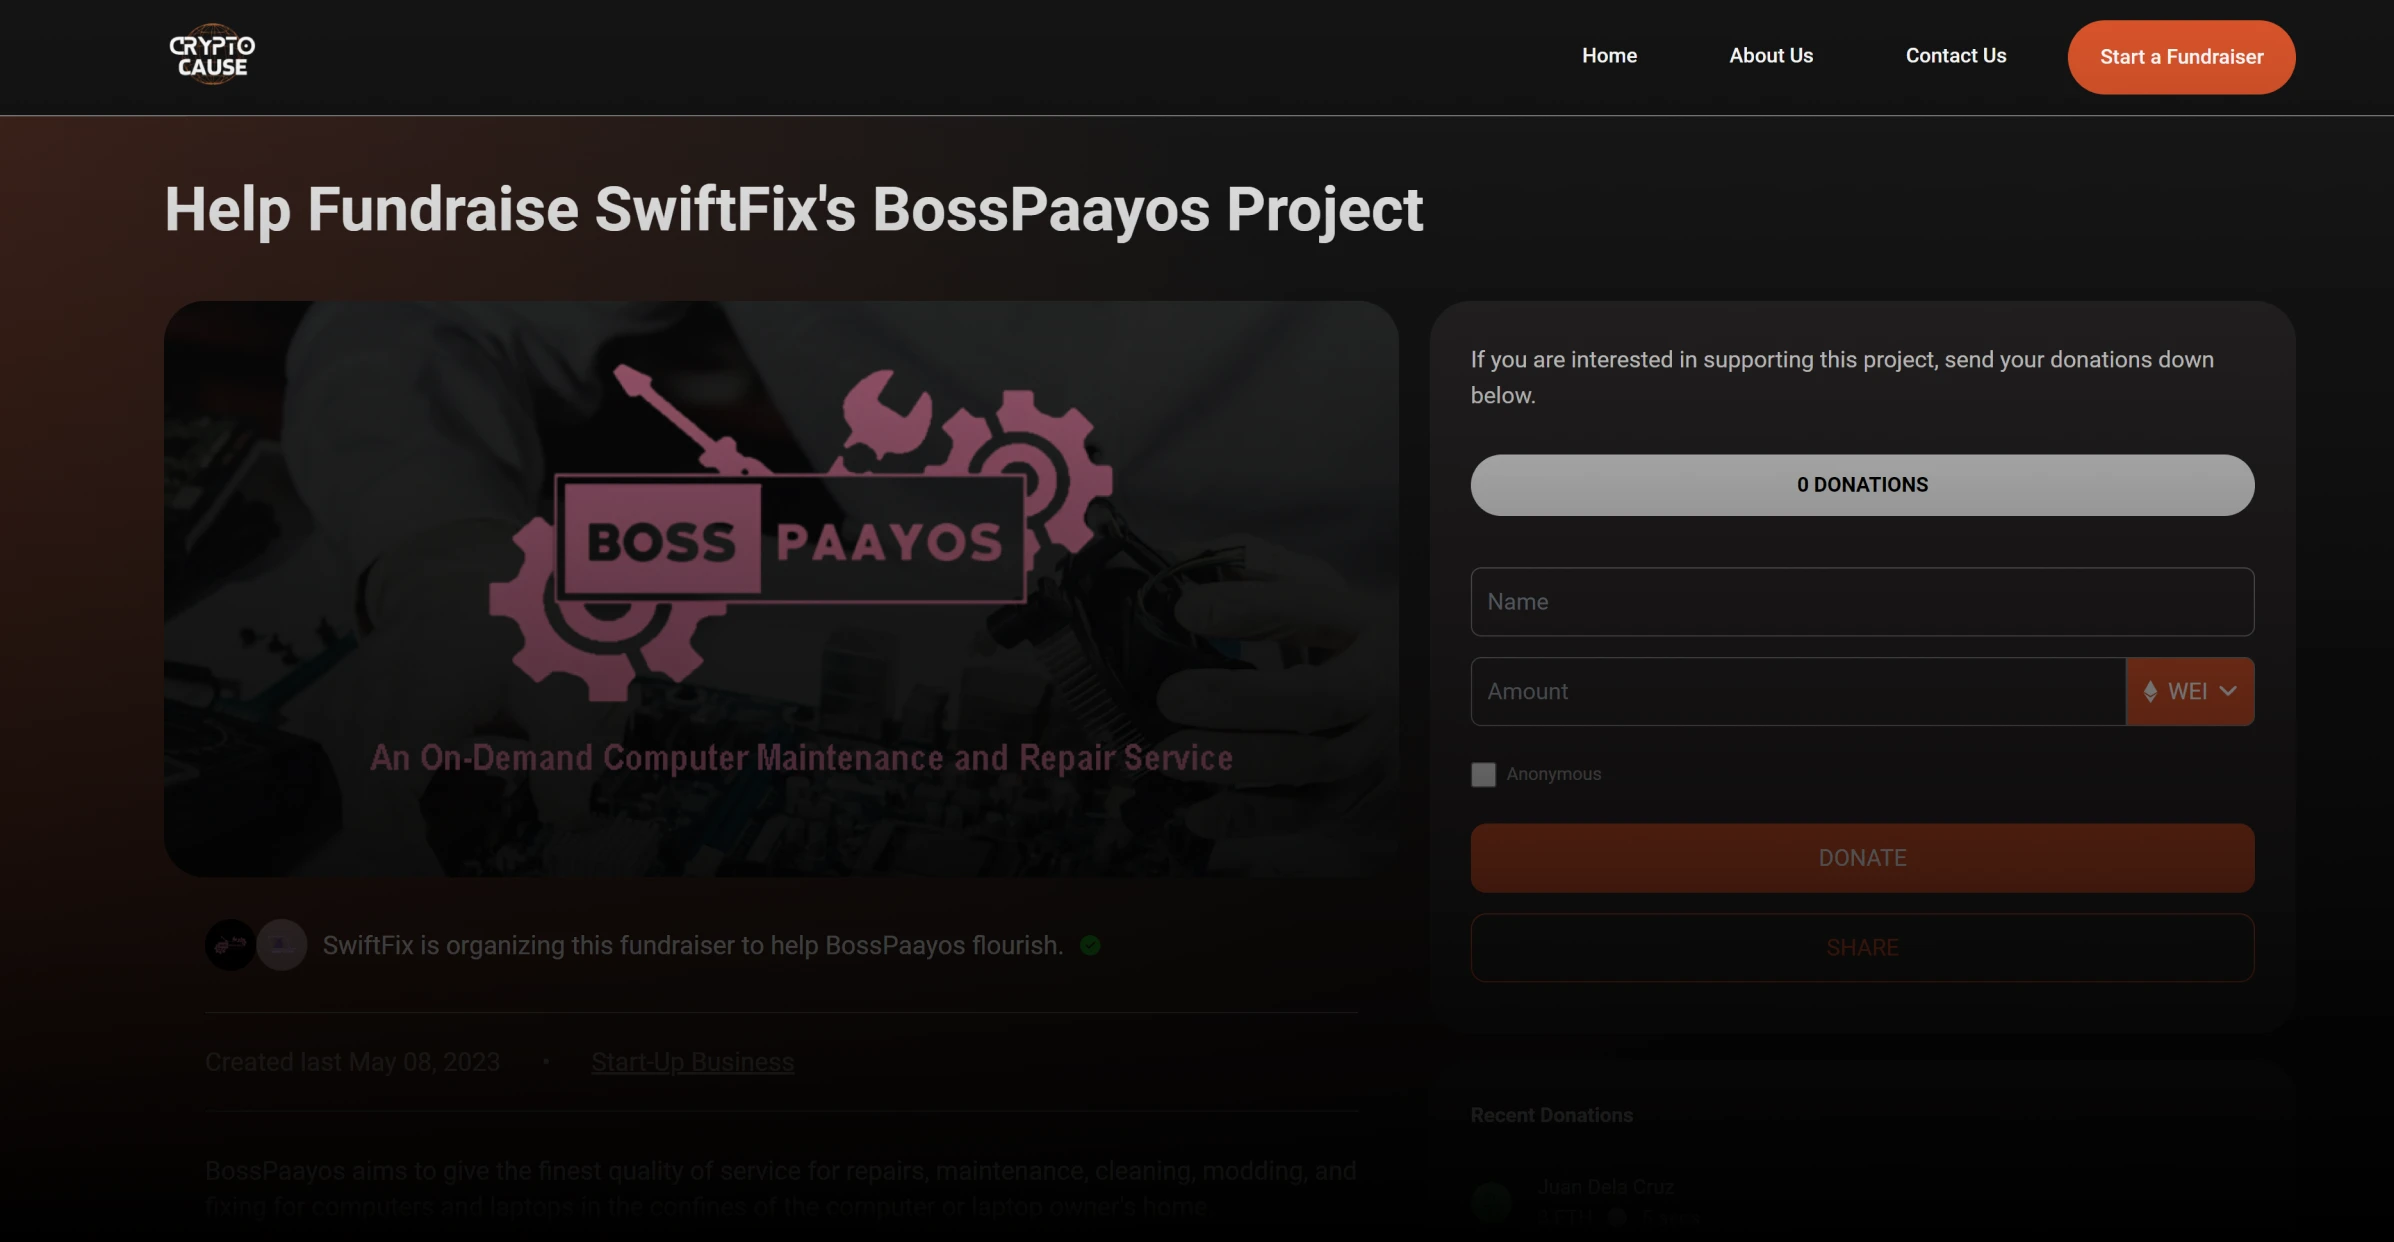 CRYPTO
CAUSE
Home
About Us
Contact Us
Start a Fundraiser
Help Fundraise SwiftFix's BossPaayos Project
BOSS PAAYOS
An On-Demand Computer Maintenance and Repair Service
If you are interested in supporting this project, send your donations down
below.
0 DONATIONS
Name
Amount
WEI
Anonymous
DONATE
SHARE
SwiftFix is organizing this fundraiser to help BossPaayos flourish.
Created last May 08, 2023
•
Start-Up Business
BossPaayos aims to give the finest quality of service for repairs, maintenance, cleaning, modding, and
fixing for computers and laptops in the confines of the computer or laptop owner's home
Recent Donations
Juan Dela Cruz